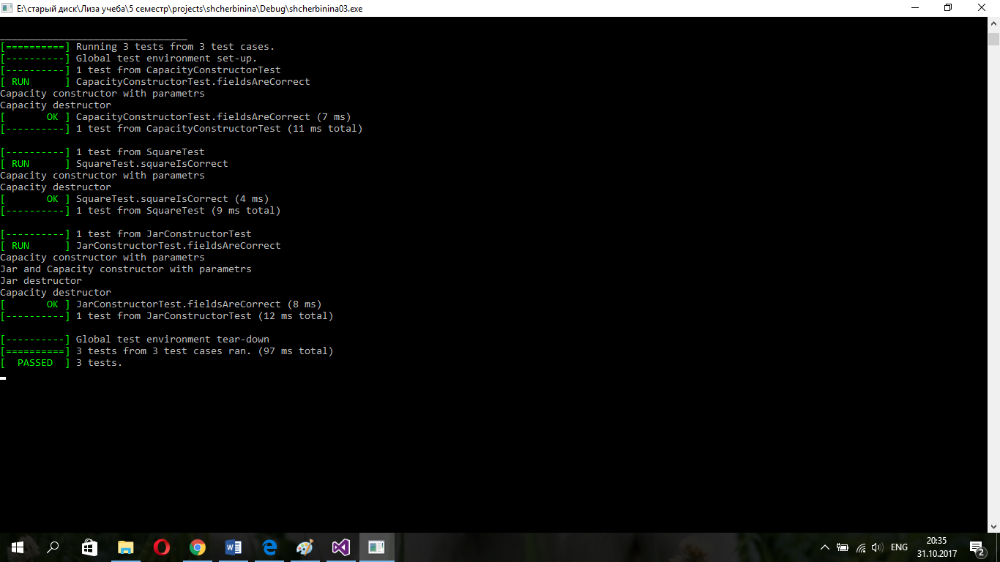 E:\старый диск\Лиза учеба\5 семестр\projects\shcherbinina\Debug\shcherbinina03.exe
________________________________
[==========] Running 3 tests from 3 test cases.
[----------] Global test environment set-up.
[----------] 1 test from CapacityConstructorTest
[ RUN      ] CapacityConstructorTest.fieldsAreCorrect
Capacity constructor with parametrs
Capacity destructor
[       OK ] CapacityConstructorTest.fieldsAreCorrect (7 ms)
[----------] 1 test from CapacityConstructorTest (11 ms total)
[----------] 1 test from SquareTest
[ RUN      ] SquareTest.squareIsCorrect
Capacity constructor with parametrs
Capacity destructor
[       OK ] SquareTest.squareIsCorrect (4 ms)
[----------] 1 test from SquareTest (9 ms total)
[----------] 1 test from JarConstructorTest
[ RUN      ] JarConstructorTest.fieldsAreCorrect
Capacity constructor with parametrs
Jar and Capacity constructor with parametrs
Jar destructor
Capacity destructor
[       OK ] JarConstructorTest.fieldsAreCorrect (8 ms)
[----------] 1 test from JarConstructorTest (12 ms total)
[----------] Global test environment tear-down
[==========] 3 tests from 3 test cases ran. (97 ms total)
[  PASSED  ] 3 tests.
ENG
20:35
31.10.2017
2